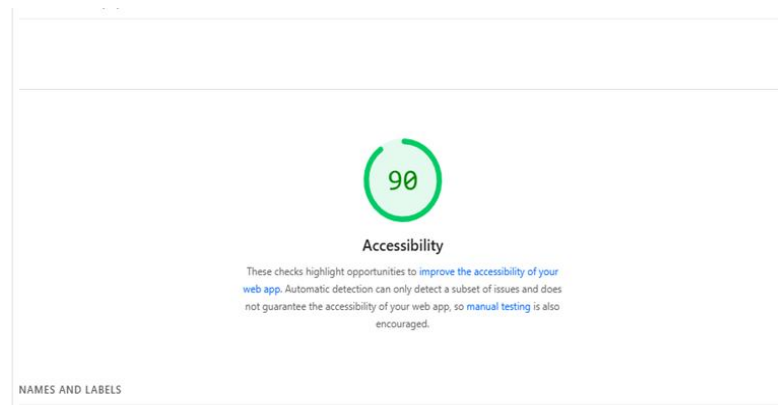 90
Accessibility
These checks highlight opportunities to improve the accessibility of your
web app. Automatic detection can only detect a subset of issues and does
not guarantee the accessibility of your web app, so manual testing is also
encouraged.
NAMES AND LABELS